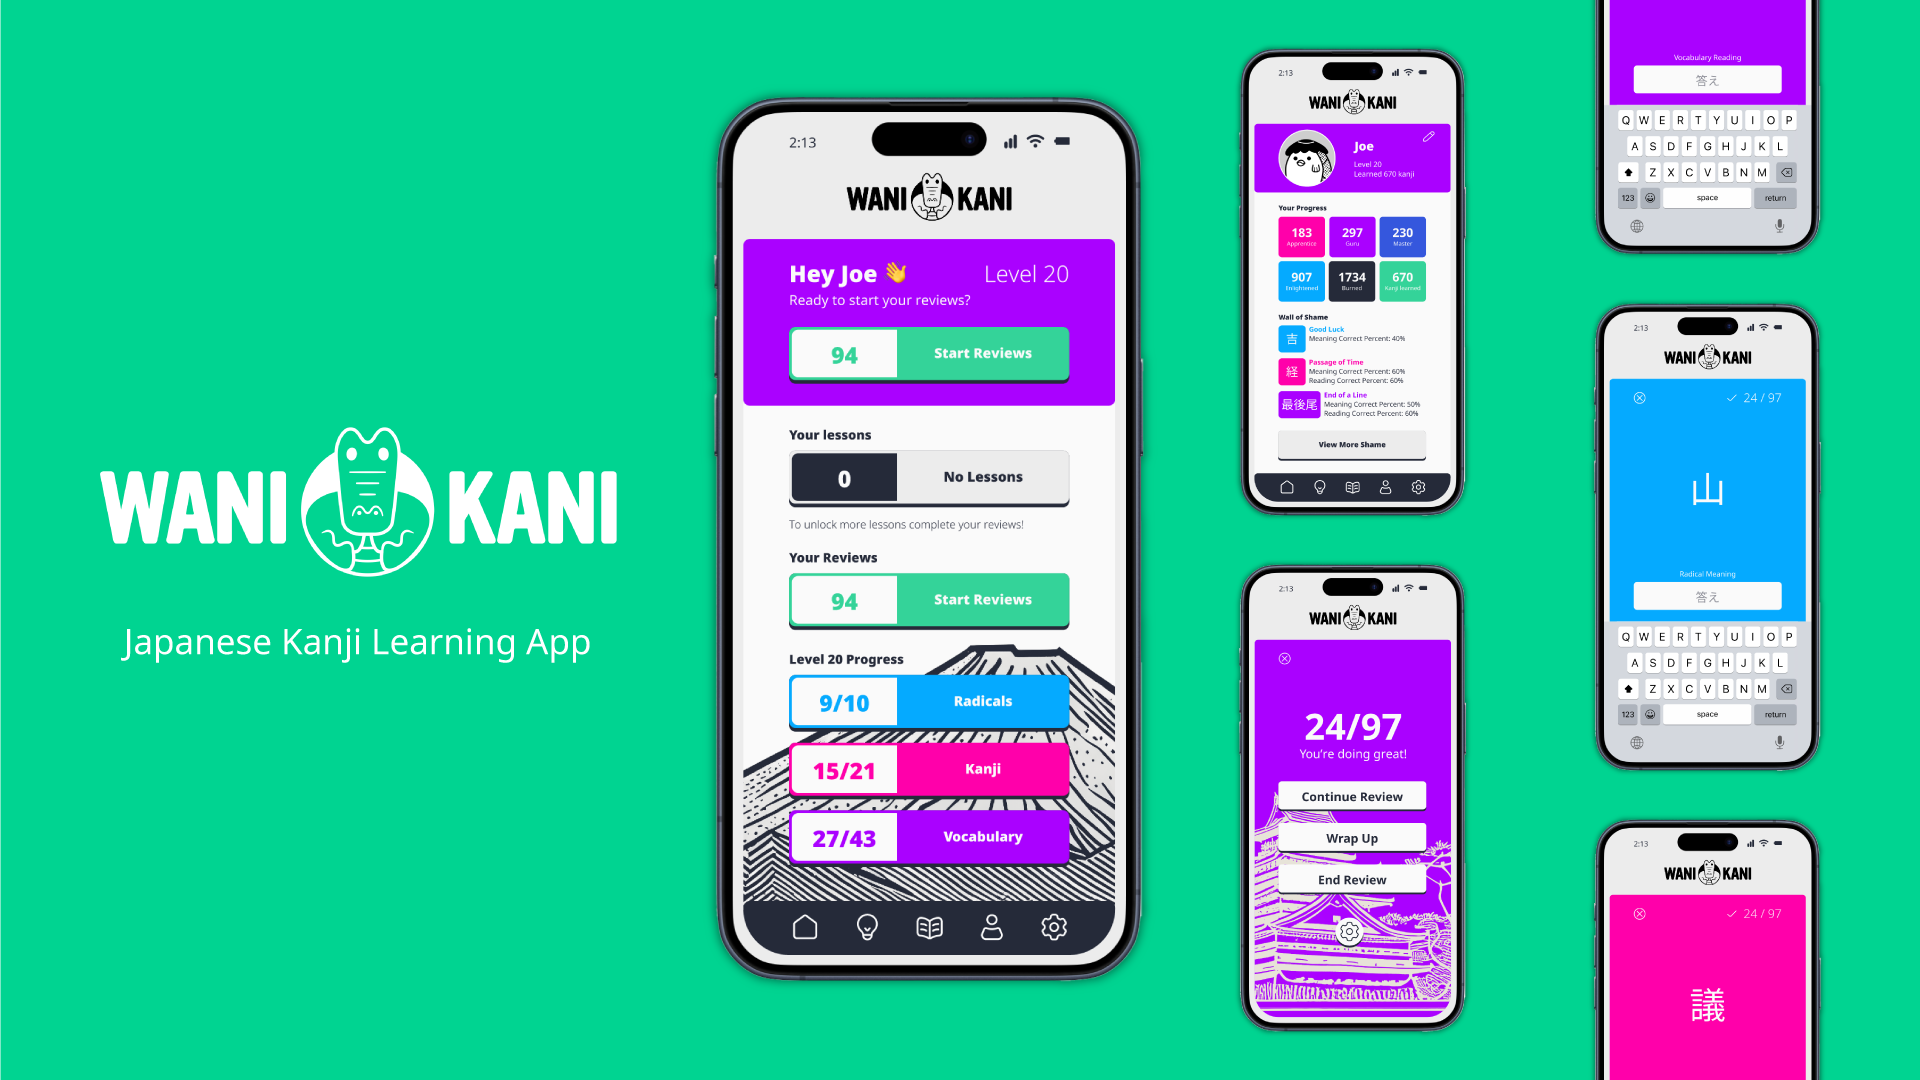 WANI KANI
Japanese Kanji Learning App
2:13
WANI KANI
Hey Joe 👋
Level 20
Ready to start your reviews?
94
Start Reviews
Your lessons
0
No Lessons
To unlock more lessons complete your reviews!
Your Reviews
94
Start Reviews
Level 20 Progress
9/10
Radicals
15/21
Kanji
27/43
Vocabulary
2:13
WANI KANI
Joe
Level 20
Learned 670 kanji
Your Progress
183
Apprentice
297
Guru
230
Master
907
Enlightened
1734
Burned
670
Kanji learned
Wall of Shame
吉
Good Luck
Meaning Correct Percent: 40%
経
Passage of Time
Meaning Correct Percent: 60%
Reading Correct Percent: 60%
最後尾
End of a Line
Meaning Correct Percent: 50%
Reading Correct Percent: 60%
View More Shame
2:13
WANI KANI
24/97
You're doing great!
Continue Review
Wrap Up
End Review
Vocabulary Reading
答え
Q W E R T Y U I O P
A S D F G H J K L
Z X C V B N M
123
space
return
2:13
WANI KANI
24 / 97
山
Radical Meaning
答え
Q W E R T Y U I O P
A S D F G H J K L
Z X C V B N M
123
space
return
2:13
WANI KANI
24 / 97
議